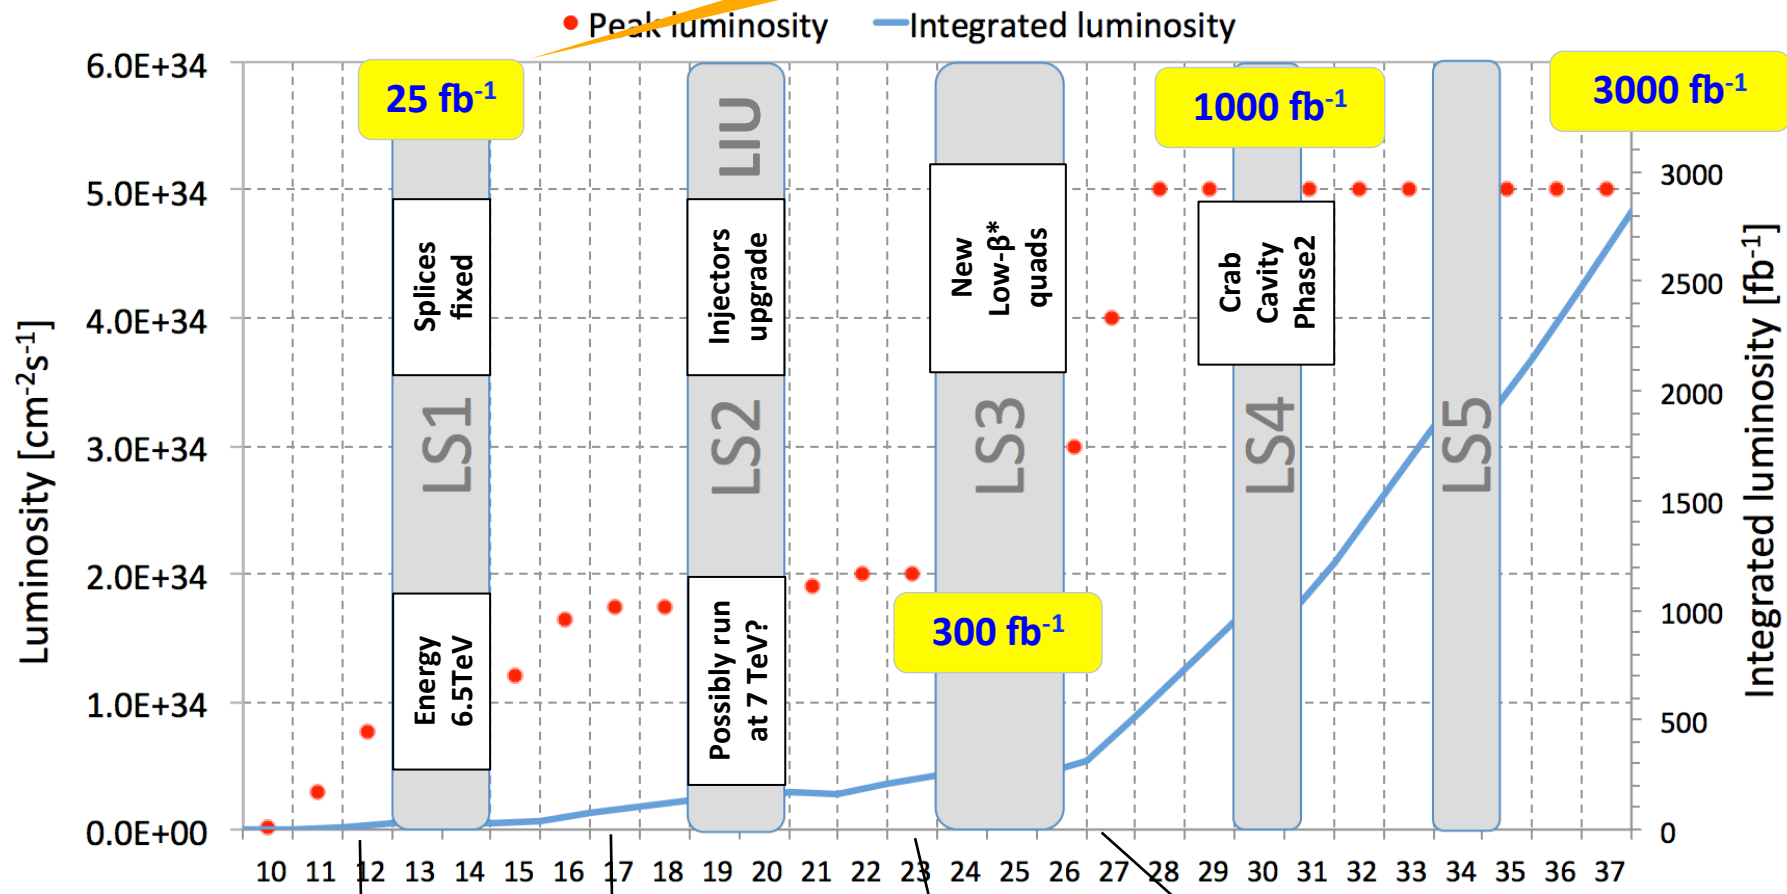 Peak luminosity
Integrated luminosity
6.0E+34
5.0E+34
4.0E+34
3.0E+34
2.0E+34
1.0E+34
0.0E+00
Luminosity [cm-2s-1]
25 fb-1
1000 fb-1
3000 fb-1
300 fb-1
Splices
fixed
LS1
Energy
6.5TeV
LIU
Injectors
upgrade
LS2
Possibly run
at 7 TeV?
New
Low-β*
quads
LS3
Crab
Cavity
Phase2
LS4
LS5
3000
2500
2000
1500
1000
500
0
Integrated luminosity [fb-1]
10 11 12 13 14 15 16 17 18 19 20 21 22 23 24 25 26 27 28 29 30 31 32 33 34 35 36 37